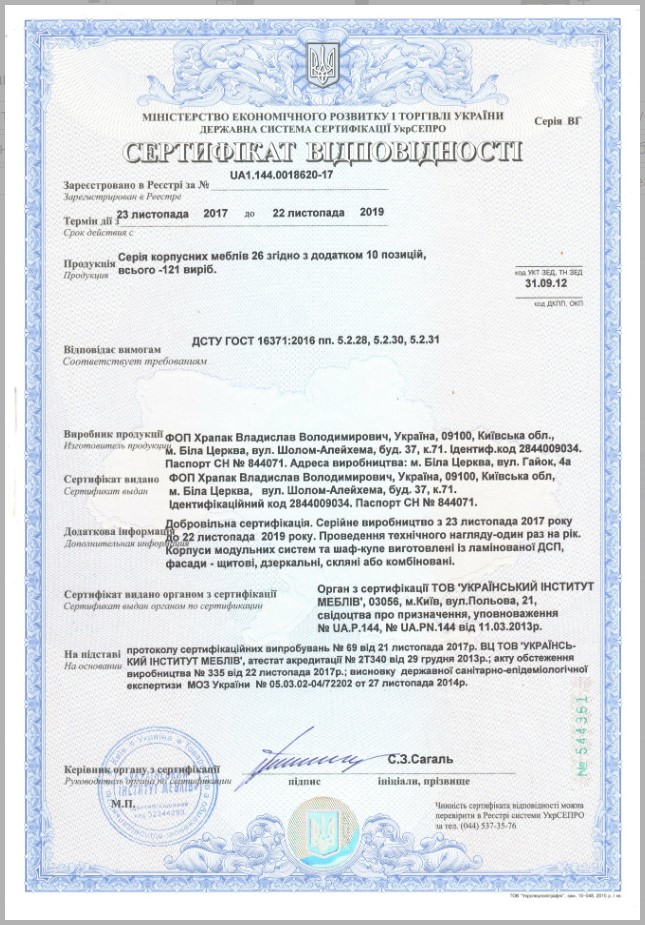 МІНІСТЕРСТВО ЕКОНОМІЧНОГО РОЗВИТКУ І ТОРГІВЛІ УКРАЇНИ
ДЕРЖАВНА СИСТЕМА СЕРТИФІКАЦІЇ УкрСЕПРО
Серія ВГ
СЕРТИФІКАТ ВІДПОВІДНОСТІ
UA1.144.0018620-17
Зареєстровано в Реєстрі за №
Зарегистрирован в Реестре
Термін дії з 23 листопада 2017 до 22 листопада 2019
Срок действия с
Продукція Серія корпусних меблів 26 згідно з додатком 10 позицій,
Продукция всього -121 виріб.
код УКТ ЗЕД, ТН ЗЕД
31.09.12
код ДКПП, ОКП
ДСТУ ГОСТ 16371:2016 пп. 5.2.28, 5.2.30, 5.2.31
Відповідає вимогам
Соответствует требованиям
Виробник продукції ФОП Храпак Владислав Володимирович, Україна, 09100, Київська обл.,
Изготовитель продукции м. Біла Церква, вул. Шолом-Алейхема, буд. 37, к.71. Ідентиф.код 2844009034.
Паспорт СН № 844071. Адреса виробництва: м. Біла Церква, вул. Гайок, 4а
Сертифікат видано ФОП Храпак Владислав Володимирович, Україна, 09100, Київська обл,
Сертификат выдан м. Біла Церква, вул. Шолом-Алейхема, буд. 37, к.71.
Ідентифікаційний код 2844009034. Паспорт СН № 844071.
Додаткова інформація Добровільна сертифікація. Серійне виробництво з 23 листопада 2017 року
Дополнительная информация до 22 листопада 2019 року. Проведення технічного нагляду-один раз на рік.
Корпуси модульних систем та шаф-купе виготовлені із ламінованої ДСП,
фасади - щитові, дзеркальні, скляні або комбіновані.
Сертифікат видано органом з сертифікації Орган з сертифікації ТОВ 'УКРАЇНСЬКИЙ ІНСТИТУТ
Сертификат выдан органом по сертификации МЕБЛІВ', 03056, м.Київ, вул.Польова, 21,
свідоцтва про призначення, уповноваження
№ UA.P.144, № UA.PN.144 від 11.03.2013р.
На підставі протоколу сертифікаційних випробувань № 69 від 21 листопада 2017р. ВЦ ТОВ 'УКРАЇНСЬ-
На основании КИЙ ІНСТИТУТ МЕБЛІВ', атестат акредитації № 2Т340 від 29 грудня 2013р.; акту обстеження
виробництва № 335 від 22 листопада 2017р.; висновку державної санітарно-епідеміологічної
експертизи МОЗ України № 05.03.02-04/72202 от 27 листопада 2014р.
№ 544361
С.З.Сагаль
Керівник органу з сертифікації
Руководитель органа по сертификации
підпис ініціали, прізвище
М.П.
ІНСТИТУТ МЕБЛІВ
Чинність сертифіката відповідності можна
перевірити в Реєстрі системи УкрСЕПРО
за тел. (044) 537-35-76